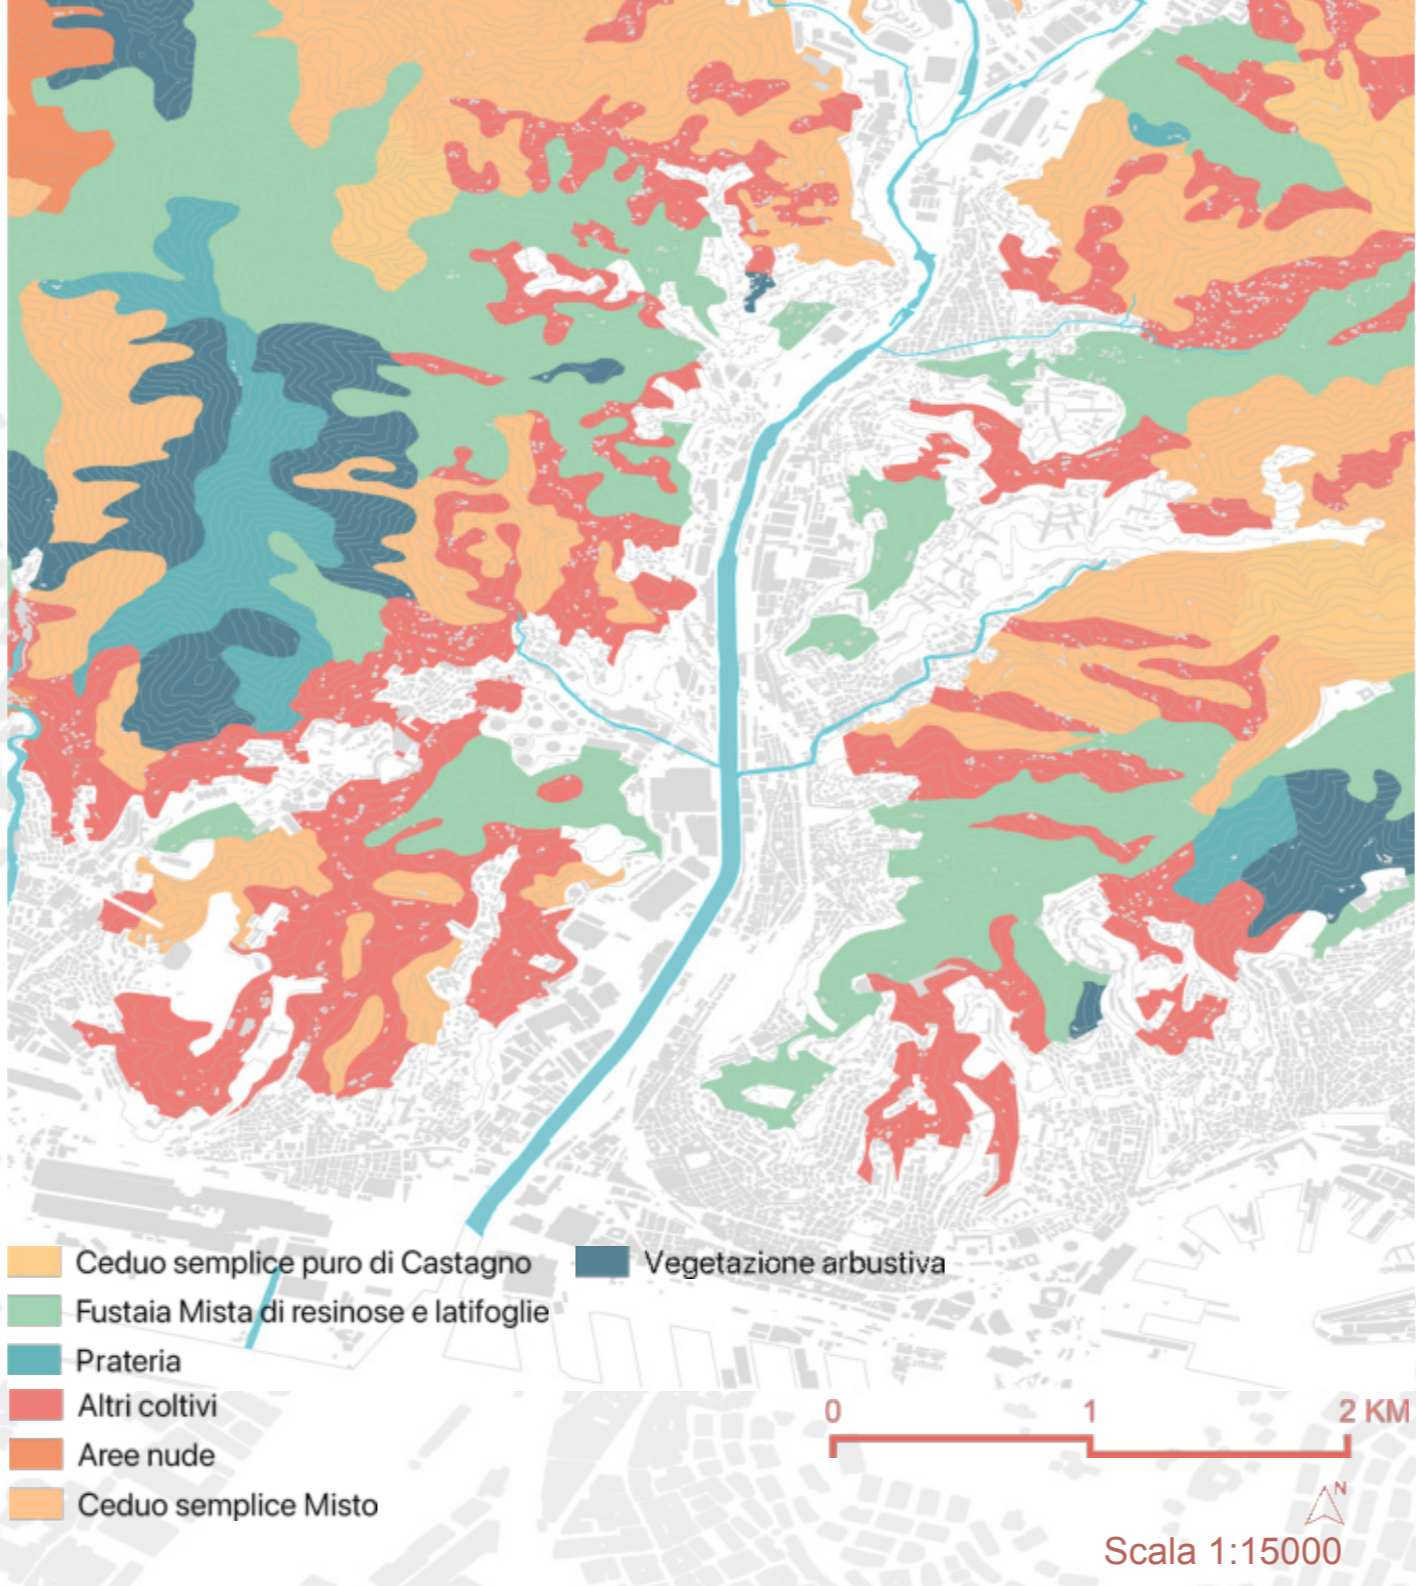 Ceduo semplice puro di Castagno
Vegetazione arbustiva
Fustaia Mista di resinose e latifoglie
Prateria
Altri coltivi
Aree nude
Ceduo semplice Misto
0 1 2 KM
N
Scala 1:15000